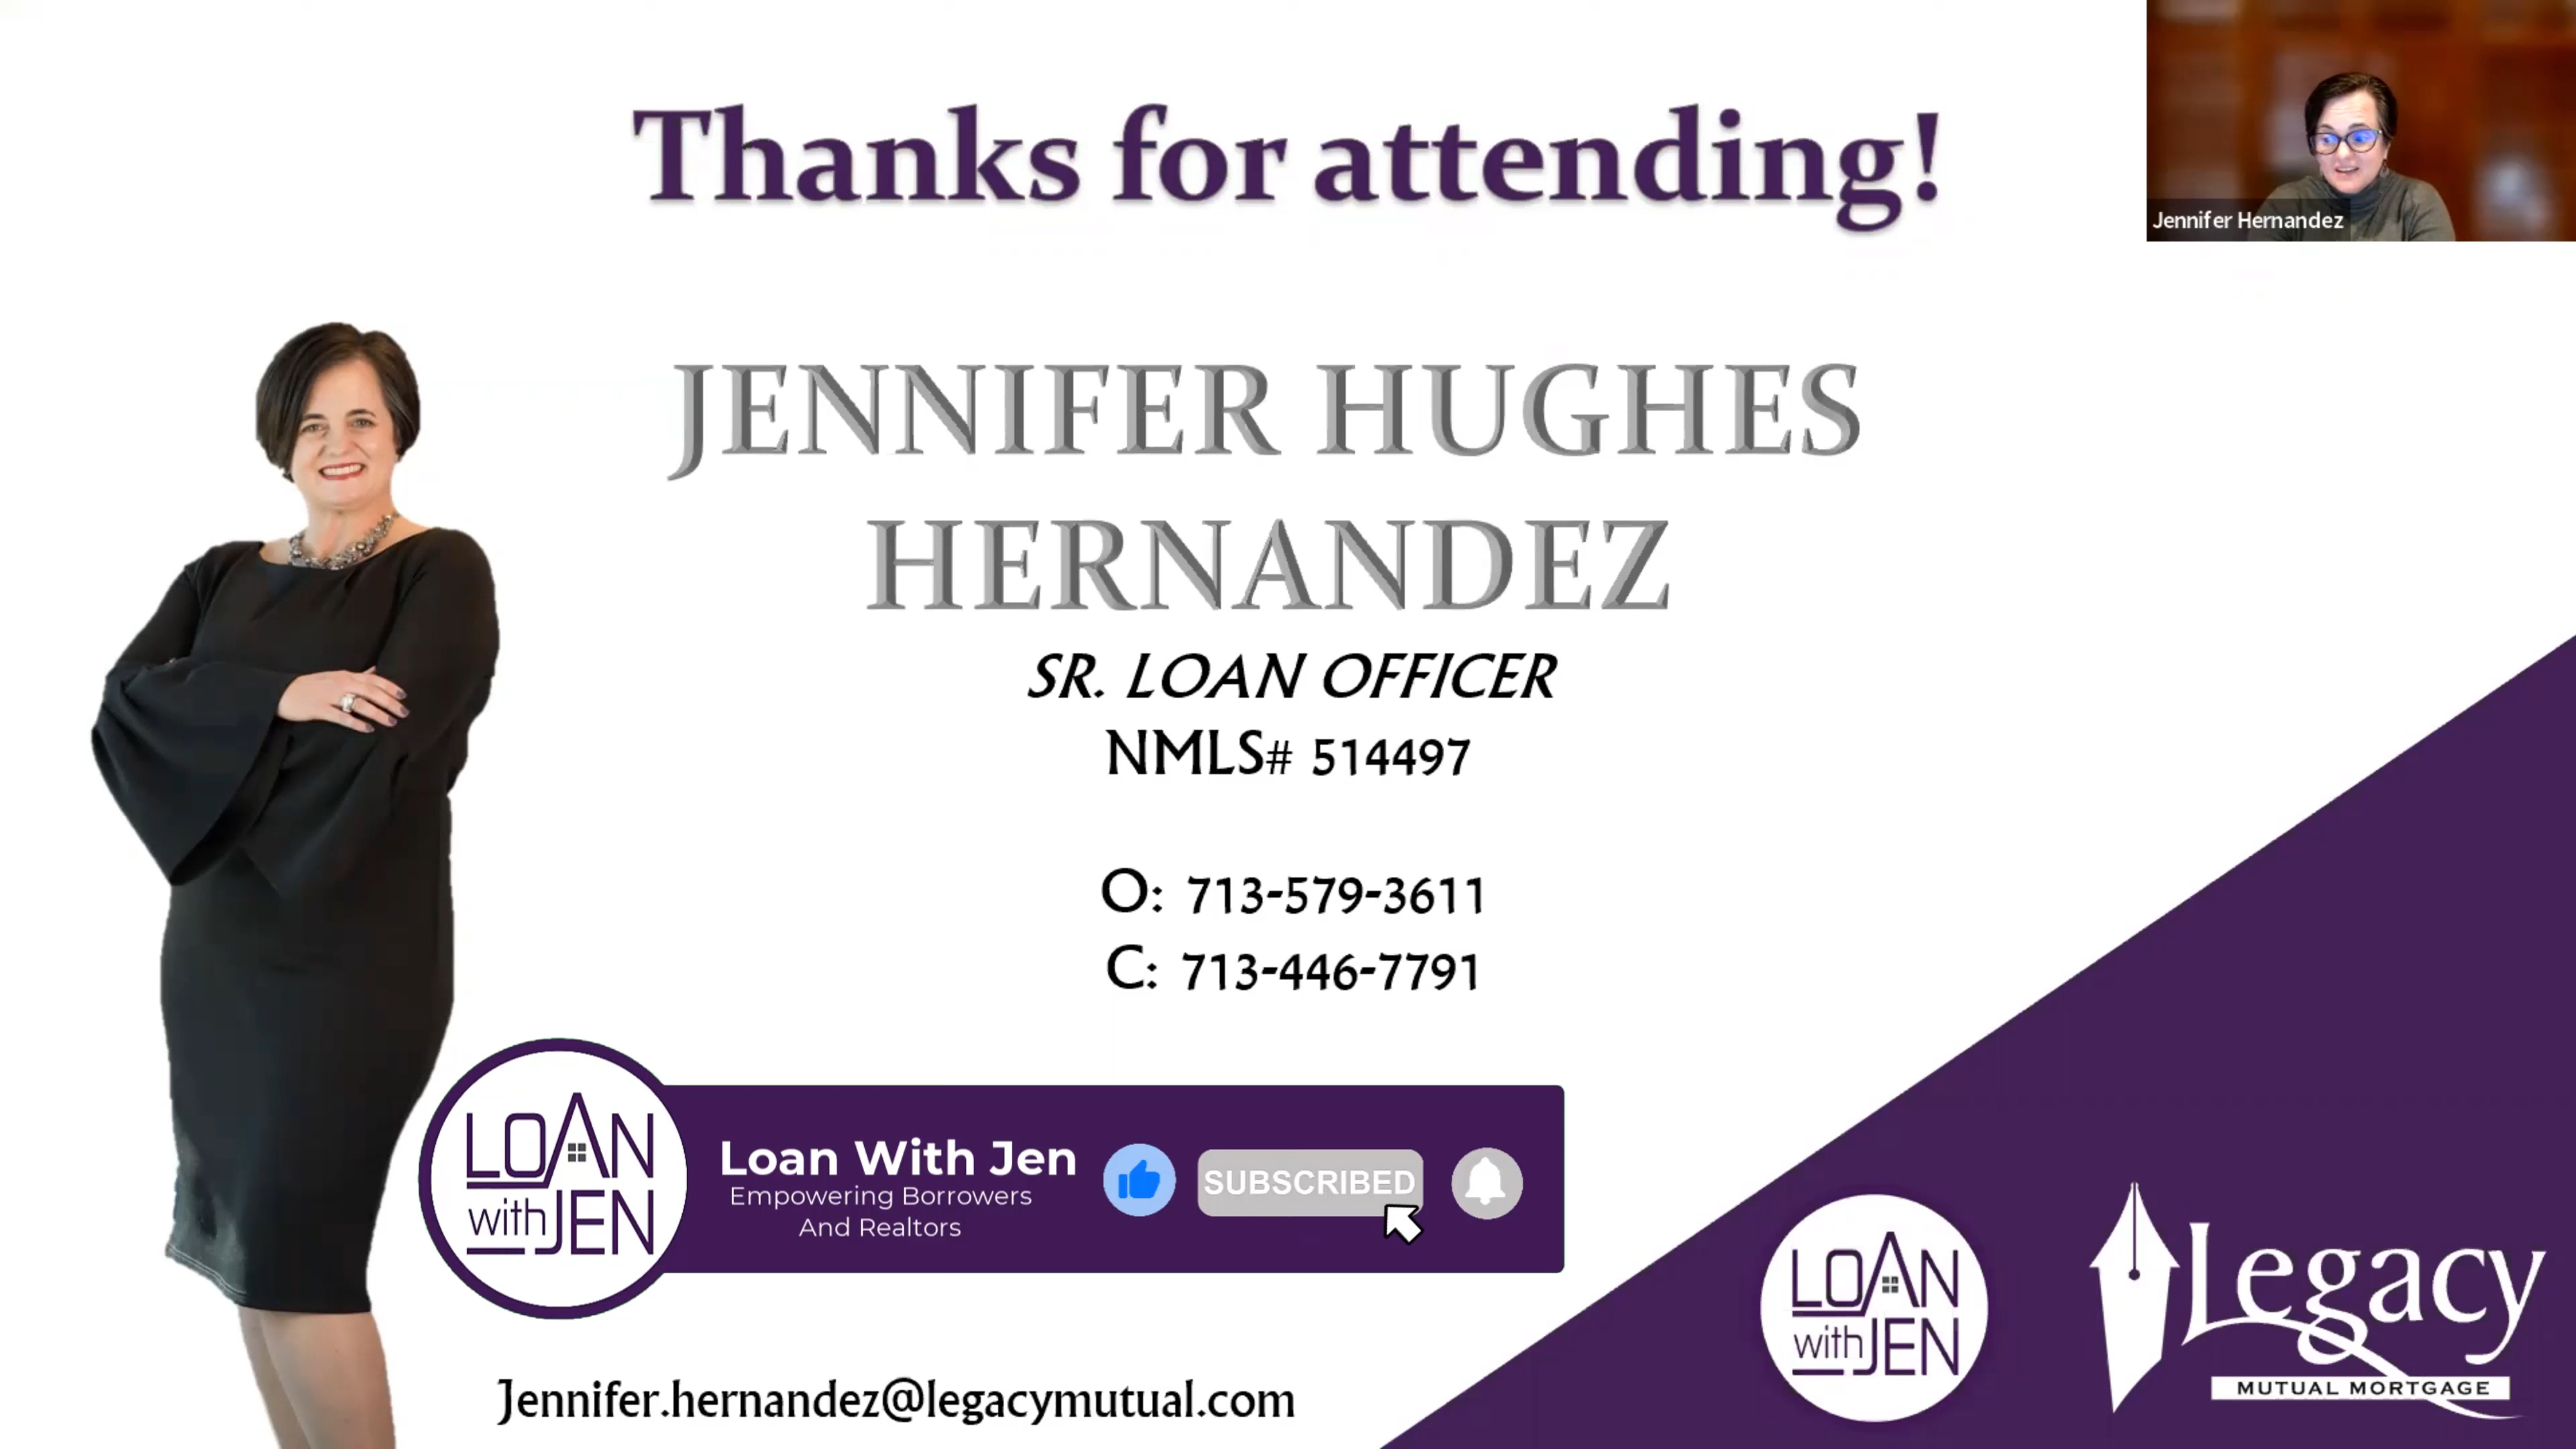 Thanks for attending!
Jennifer Hernandez
JENNIFER HUGHES
HERNANDEZ
SR. LOAN OFFICER
NMLS# 514497
O: 713-579-3611
C: 713-446-7791
LOAN
with JEN
Loan With Jen
Empowering Borrowers
And Realtors
SUBSCRIBED
Jennifer.hernandez@legacymutual.com
LOAN
with JEN
Legacy
MUTUAL MORTGAGE